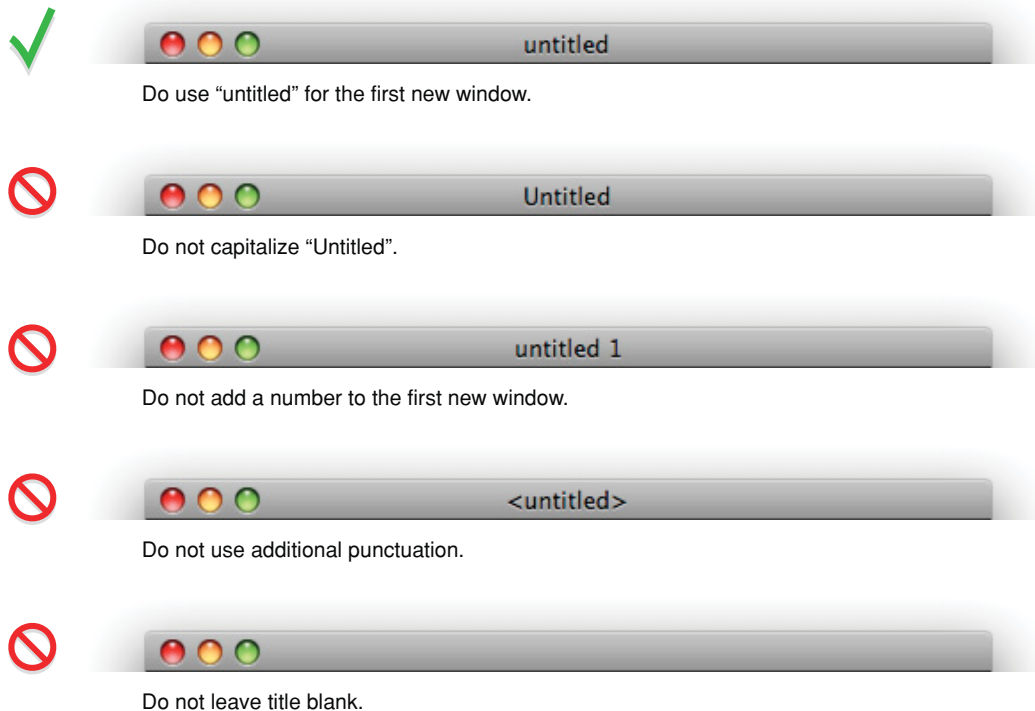 untitled
Do use “untitled” for the first new window.
Untitled
Do not capitalize “Untitled”.
untitled 1
Do not add a number to the first new window.
<untitled>
Do not use additional punctuation.
Do not leave title blank.